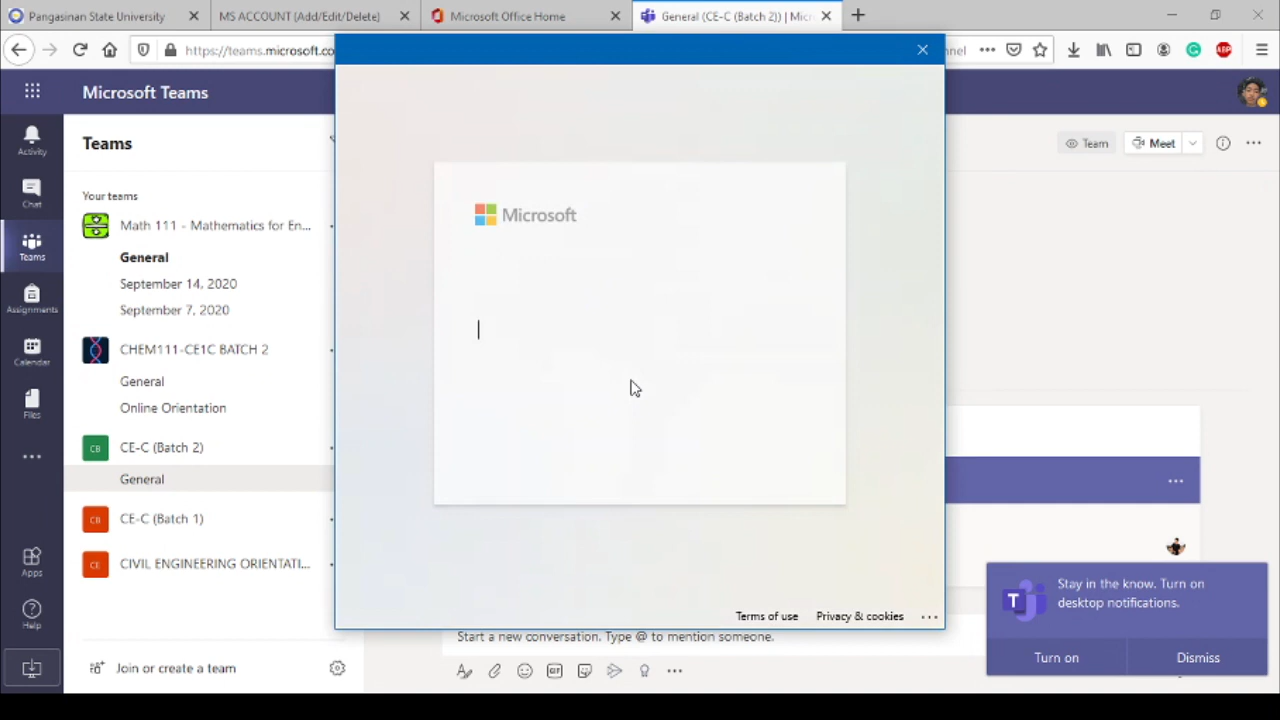 Pangasinan State University
MS ACCOUNT (Add/Edit/Delete)
Microsoft Office Home
General (CE-C (Batch 2)) | Micr
https://teams.microsoft.co
nnel
ABP
Microsoft Teams
Activity
Chat
Teams
Assignments
Calendar
Files
Apps
Help
Teams
Your teams
Math 111 - Mathematics for En...
General
September 14, 2020
September 7, 2020
CHEM111-CE1C BATCH 2
General
Online Orientation
CB
CE-C (Batch 2)
General
CB
CE-C (Batch 1)
CE
CIVIL ENGINEERING ORIENTATI...
Join or create a team
Microsoft
Terms of use
Privacy & cookies
Team
Meet
Start a new conversation. Type @ to mention someone.
GIF
T
Stay in the know. Turn on
desktop notifications.
Turn on
Dismiss